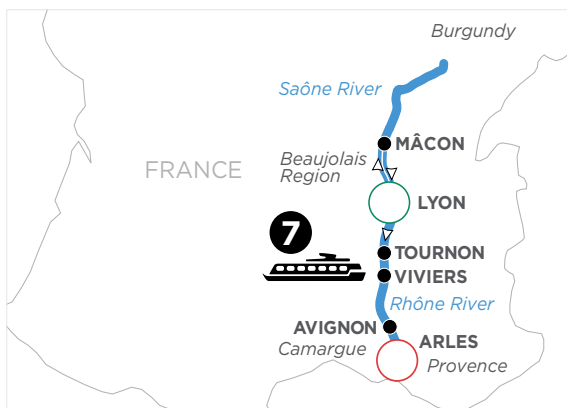 Burgundy
Saône River
MÂCON
Beaujolais
Region
FRANCE
LYON
7
TOURNON
VIVIERS
Rhône River
AVIGNON
ARLES
Camargue
Provence